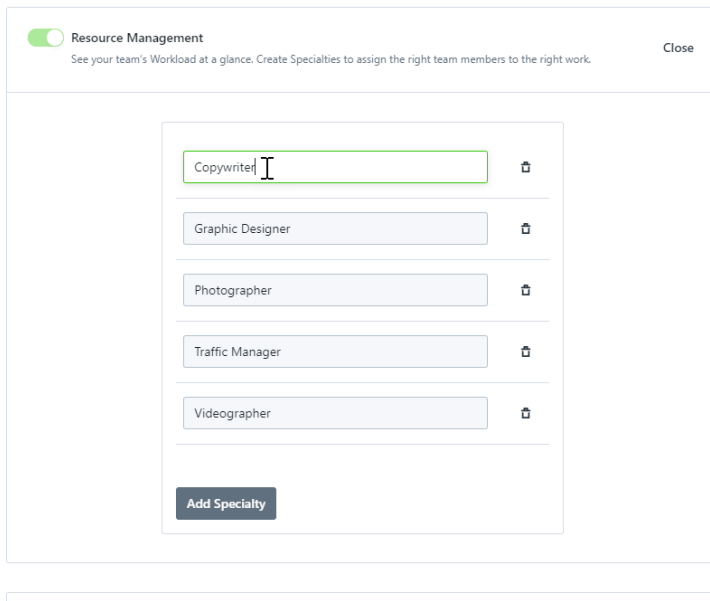 Resource Management
See your team's Workload at a glance. Create Specialties to assign the right team members to the right work.
Close
Copywriter
Graphic Designer
Photographer
Traffic Manager
Videographer
Add Specialty